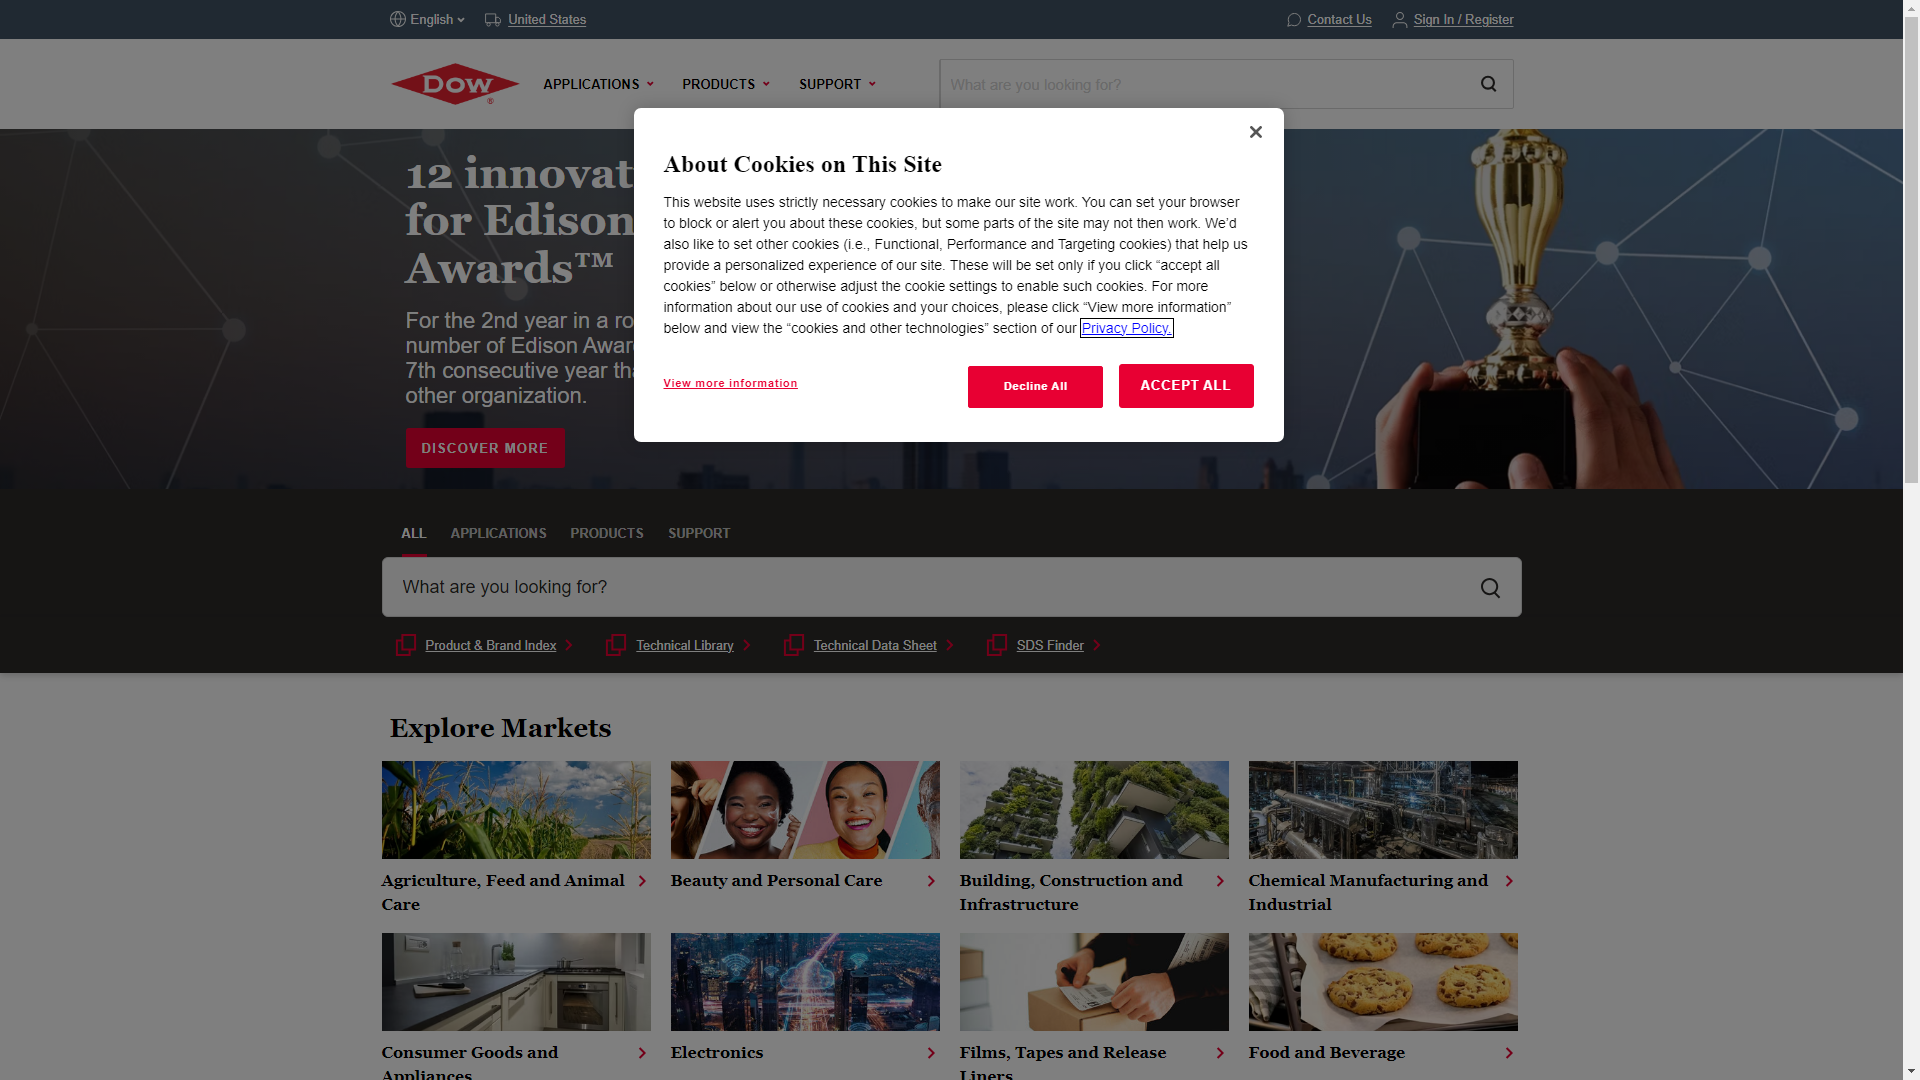 English
United States
Contact Us
Sign In / Register
DOW
®
APPLICATIONS
PRODUCTS
SUPPORT
What are you looking for?
12 innovat
for Edison
Awards™
For the 2nd year in a ro
number of Edison Awar
7th consecutive year tha
other organization.
DISCOVER MORE
About Cookies on This Site
This website uses strictly necessary cookies to make our site work. You can set your browser
to block or alert you about these cookies, but some parts of the site may not then work. We’d
also like to set other cookies (i.e., Functional, Performance and Targeting cookies) that help us
provide a personalized experience of our site. These will be set only if you click “accept all
cookies” below or otherwise adjust the cookie settings to enable such cookies. For more
information about our use of cookies and your choices, please click “View more information”
below and view the “cookies and other technologies” section of our Privacy Policy.
View more information
Decline All
ACCEPT ALL
ALL
APPLICATIONS
PRODUCTS
SUPPORT
What are you looking for?
Product & Brand Index
Technical Library
Technical Data Sheet
SDS Finder
Explore Markets
Agriculture, Feed and Animal
Care
Beauty and Personal Care
Building, Construction and
Infrastructure
Chemical Manufacturing and
Industrial
Consumer Goods and
Appliances
Electronics
Films, Tapes and Release
Liners
Food and Beverage